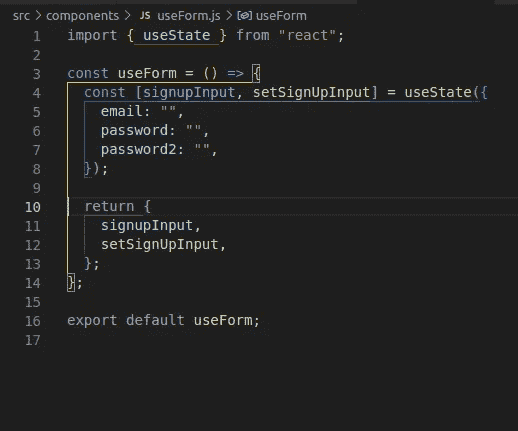 src > components > JS useForm.js > useForm
1 import { useState } from "react";
2
3 const useForm = () => {
4   const [signupInput, setSignUpInput] = useState({
5     email: "",
6     password: "",
7     password2: "",
8   });
9
10   return {
11     signupInput,
12     setSignUpInput,
13   };
14 };
15
16 export default useForm;
17